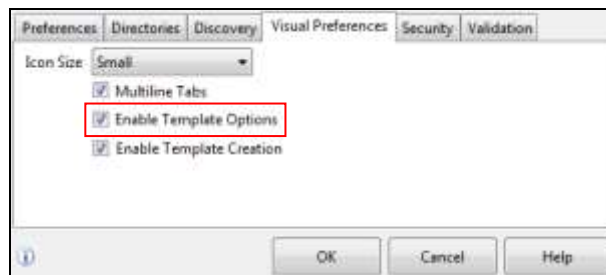 Preferences Directories Discovery Visual Preferences Security Validation
Icon Size Small
Multiline Tabs
Enable Template Options
Enable Template Creation
OK Cancel Help